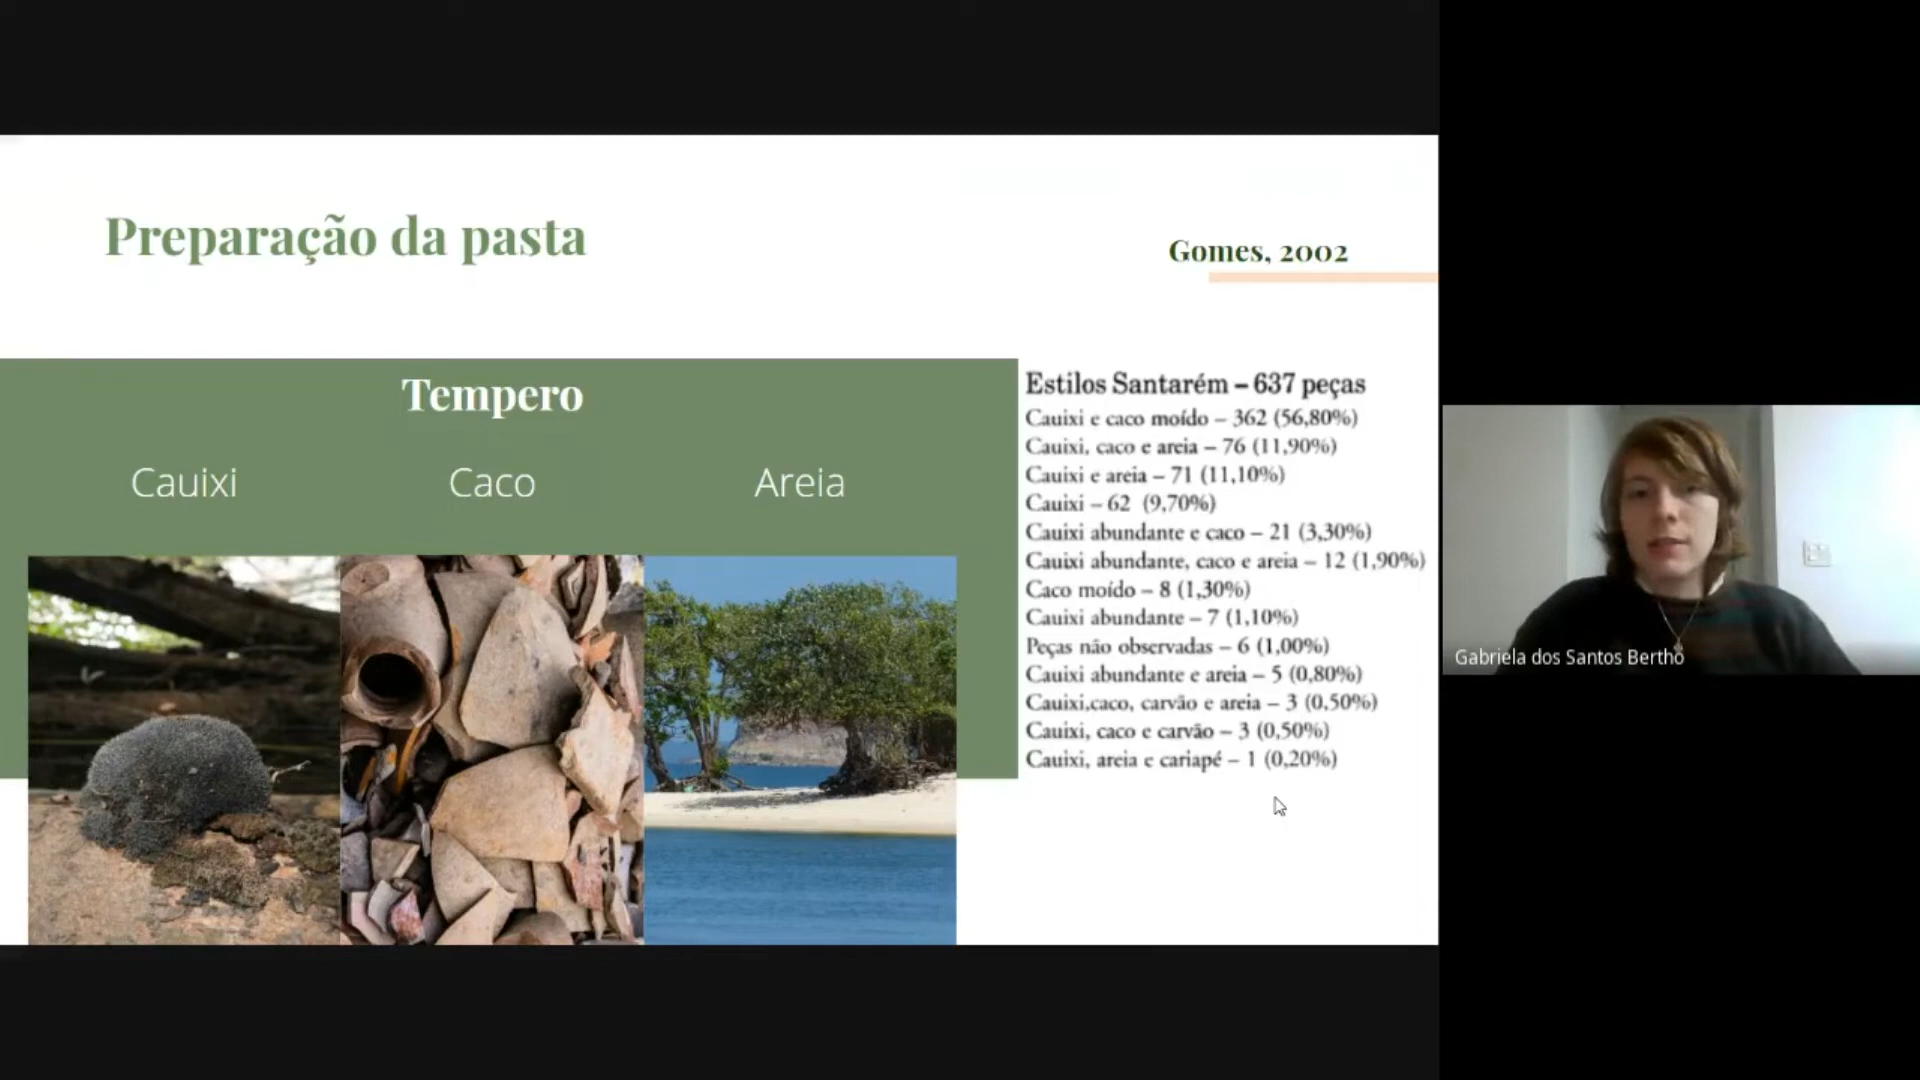 Preparação da pasta
Gomes, 2002
Tempero
Cauixi
Caco
Areia
Estilos Santarém – 637 peças
Cauixi e caco moído – 362 (56,80%)
Cauixi, caco e areia – 76 (11,90%)
Cauixi e areia – 71 (11,10%)
Cauixi – 62 (9,70%)
Cauixi abundante e caco – 21 (3,30%)
Cauixi abundante, caco e areia – 12 (1,90%)
Caco moído – 8 (1,30%)
Cauixi abundante – 7 (1,10%)
Peças não observadas – 6 (1,00%)
Cauixi abundante e areia – 5 (0,80%)
Cauixi,caco, carvão e areia – 3 (0,50%)
Cauixi, caco e carvão – 3 (0,50%)
Cauixi, areia e cariapé – 1 (0,20%)
Gabriela dos Santos Bertho